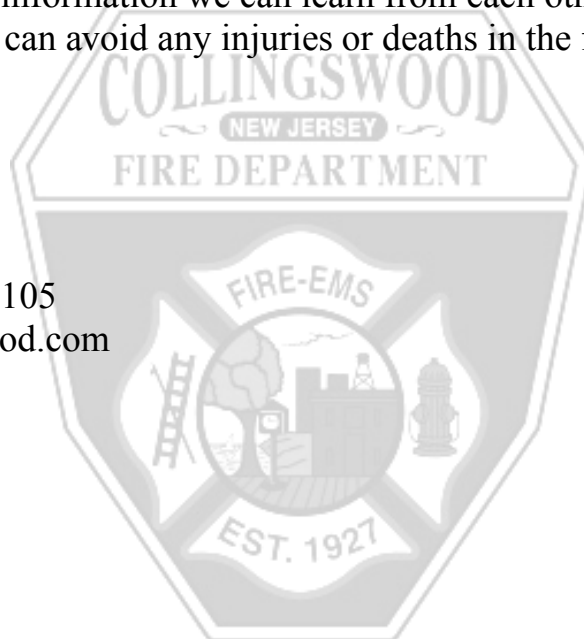 information we can learn from each
can avoid any injuries or deaths in the
COLLINGSWOOD
NEW JERSEY
FIRE DEPARTMENT
105
FIRE-EMS
od.com
EST. 1927